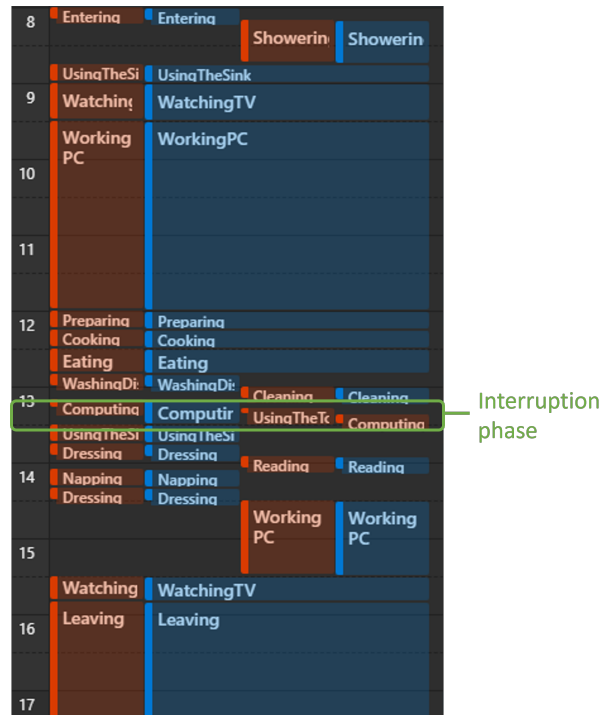 8
Entering
Entering
Showerin
Showerin
UsingTheSi
UsingTheSink
9
Watching
WatchingTV
Working
PC
WorkingPC
10
11
12
Preparing
Preparing
Cooking
Cooking
Eating
Eating
WashingDi
WashingDi
13
Cleaning
Cleaning
Computing
Computir
UsingTheTo
Computing
Interruption
phase
UsingTheSi
UsingTheSi
Dressing
Dressing
Reading
Reading
14
Napping
Napping
Dressing
Dressing
Working
PC
Working
PC
15
Watching
WatchingTV
16
Leaving
Leaving
17